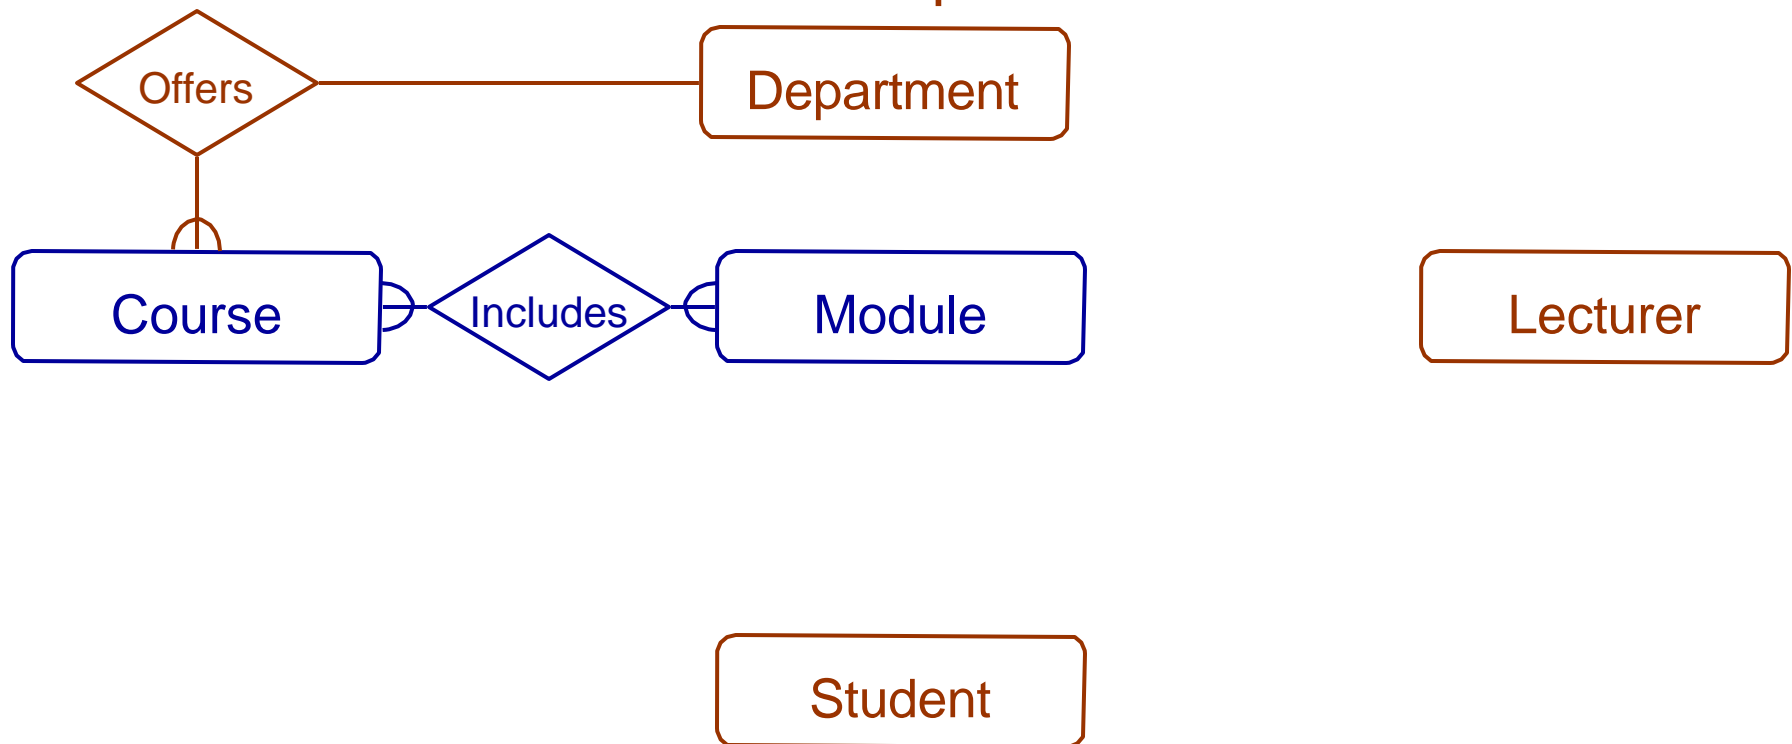 Offers
Department
Course
Includes
Module
Lecturer
Student